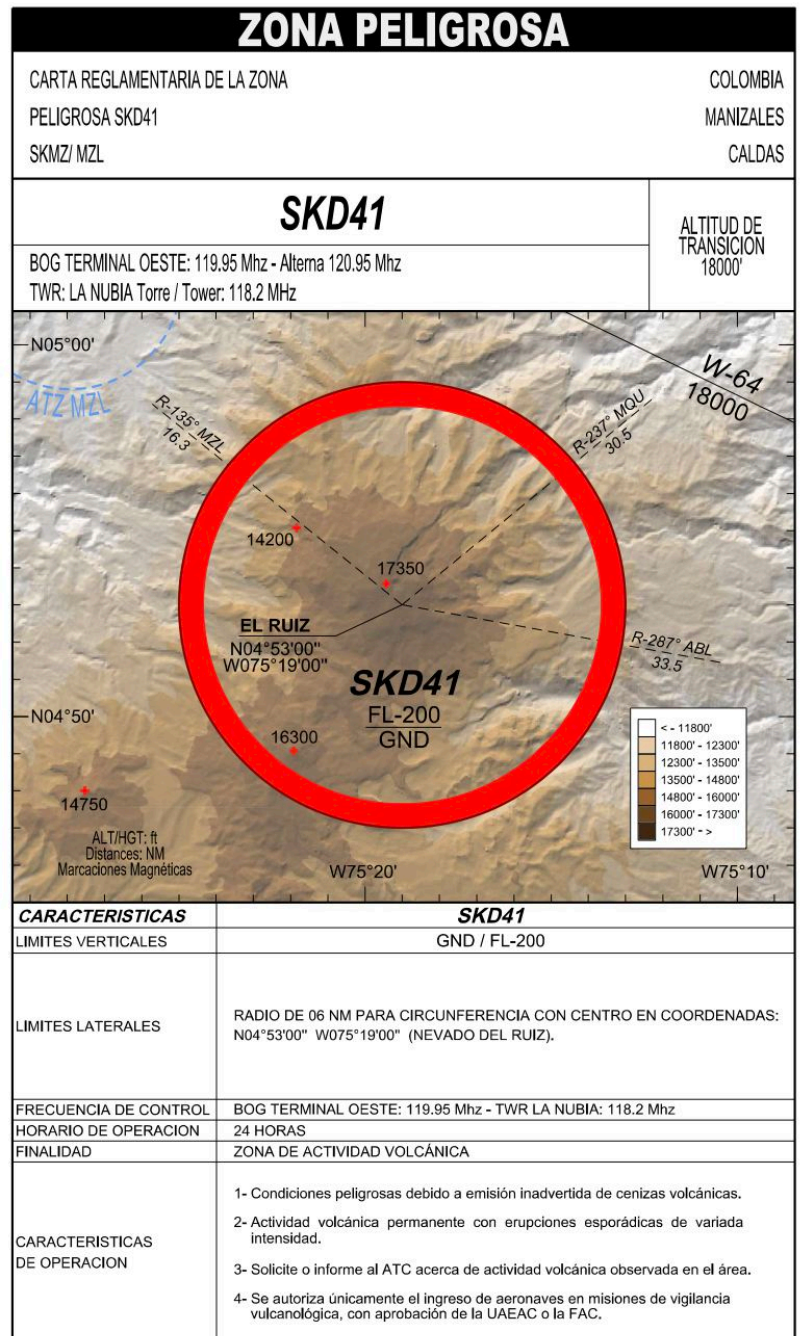 ZONA PELIGROSA
CARTA REGLAMENTARIA DE LA ZONA
PELIGROSA SKD41
SKMZ/ MZL
COLOMBIA
MANIZALES
CALDAS
SKD41
BOG TERMINAL OESTE: 119.95 Mhz - Alterna 120.95 Mhz
TWR: LA NUBIA Torre / Tower: 118.2 MHz
ALTITUD DE
TRANSICION
18000'
N05°00'
ATZ MZL
R-135° MZL
16.3
R-237° MQU
30.5
W-64
18000
14200
17350
EL RUIZ
N04°53'00"
W075°19'00"
R-287° ABL
33.5
SKD41
FL-200
GND
N04°50'
16300
14750
ALT/HGT: ft
Distances: NM
Marcaciones Magnéticas
W75°20'
W75°10'
< - 11800'
11800' - 12300'
12300' - 13500'
13500' - 14800'
14800' - 16000'
16000' - 17300'
17300' - >
CARACTERISTICAS
SKD41
LIMITES VERTICALES
GND / FL-200
LIMITES LATERALES
RADIO DE 06 NM PARA CIRCUNFERENCIA CON CENTRO EN COORDENADAS:
N04°53'00" W075°19'00" (NEVADO DEL RUIZ).
FRECUENCIA DE CONTROL
BOG TERMINAL OESTE: 119.95 Mhz - TWR LA NUBIA: 118.2 Mhz
HORARIO DE OPERACION
24 HORAS
FINALIDAD
ZONA DE ACTIVIDAD VOLCÁNICA
CARACTERISTICAS
DE OPERACION
1- Condiciones peligrosas debido a emisión inadvertida de cenizas volcánicas.
2- Actividad volcánica permanente con erupciones esporádicas de variada
intensidad.
3- Solicite o informe al ATC acerca de actividad volcánica observada en el área.
4- Se autoriza únicamente el ingreso de aeronaves en misiones de vigilancia
vulcanológica, con aprobación de la UAEAC o la FAC.